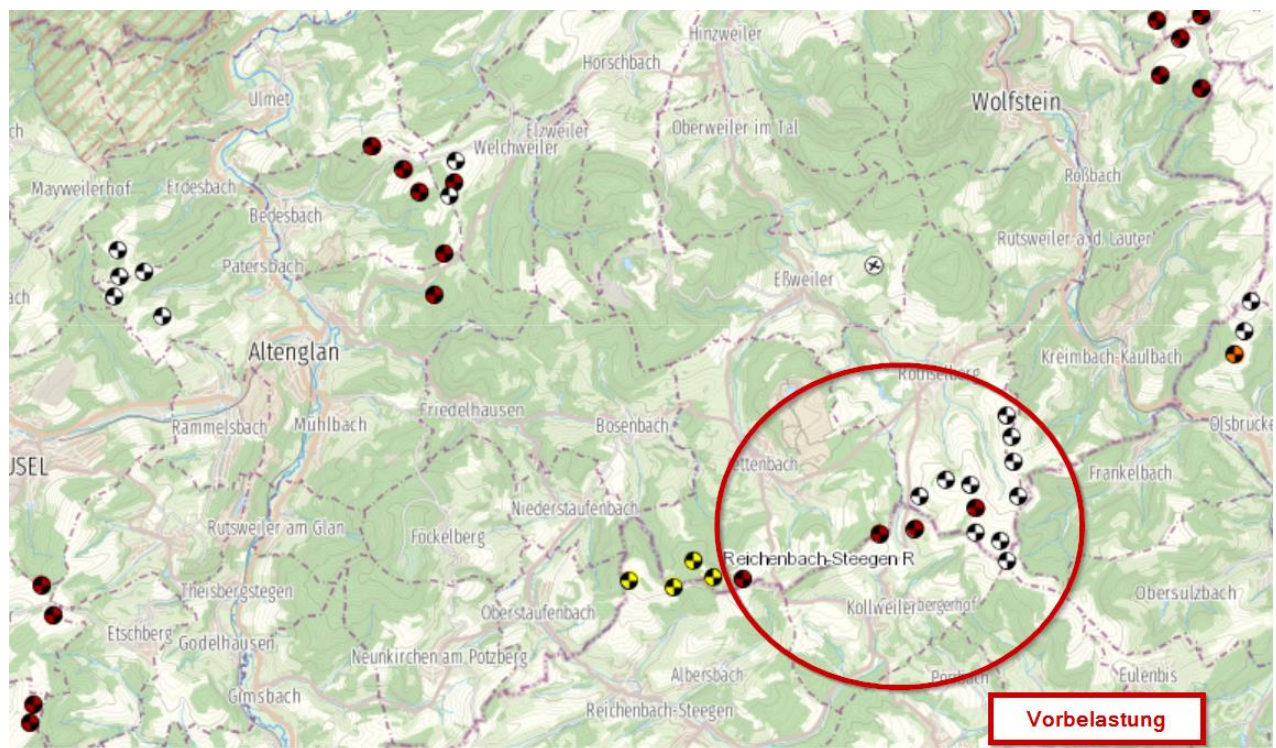 Hinzweiler
Horschbach
Ulmet
Wolfstein
Elzweiler
Oberweiler im Tal
Welchweiler
Roßbach
Mayweilerhof
Erdesbach
Bedesbach
Rutsweiler a. d. Lauter
Patersbach
Eßweiler
Altenglan
Kreimbach-Kaulbach
Rothselberg
Friedelhausen
Rammelsbach
Mühlbach
Bosenbach
Olsbrücke
USEL
ettenbach
Frankelbach
Niederstaufenbach
Rutsweiler am Glan
Föckelberg
Reichenbach-Steegen R
Theisbergstegen
Obersulzbach
Kollweiler
bergerhof
Oberstaufenbach
Etschberg
Godelhausen
Neunkirchen am Potzberg
Albersbach
Eulenbis
Gimsbach
Reichenbach-Steegen
Vorbelastung